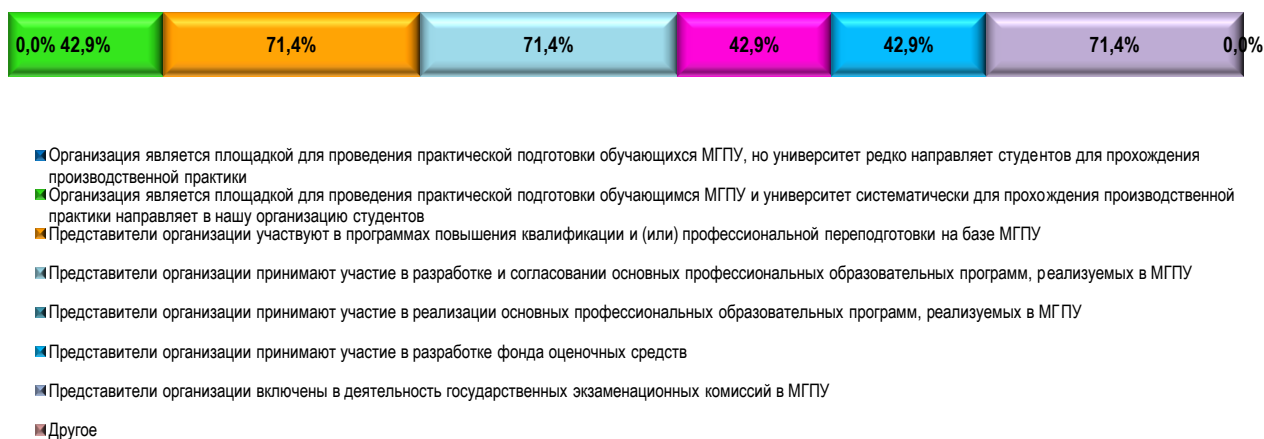 0,0% 42,9% 71,4% 71,4% 42,9% 42,9% 71,4% 0,0%
Организация является площадкой для проведения практической подготовки обучающихся МГПУ, но университет редко направляет студентов для прохождения
производственной практики
Организация является площадкой для проведения практической подготовки обучающимся МГПУ и университет систематически для прохождения производственной
практики направляет в нашу организацию студентов
Представители организации участвуют в программах повышения квалификации и (или) профессиональной переподготовки на базе МГПУ
Представители организации принимают участие в разработке и согласовании основных профессиональных образовательных программ, реализуемых в МГПУ
Представители организации принимают участие в реализации основных профессиональных образовательных программ, реализуемых в МГПУ
Представители организации принимают участие в разработке фонда оценочных средств
Представители организации включены в деятельность государственных экзаменационных комиссий в МГПУ
Другое